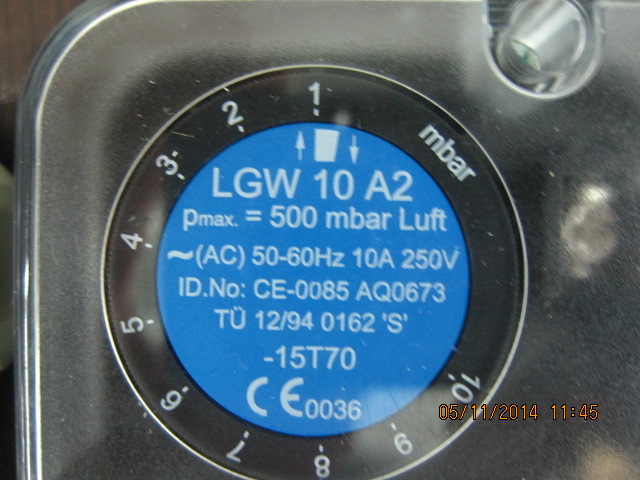 1
2
3
4
5
6
7
8
9
10
mbar
LGW 10 A2
pmax. = 500 mbar Luft
~(AC) 50-60Hz 10A 250V
ID.No: CE-0085 AQ0673
TÜ 12/94 0162 'S'
-15T70
CE 0036
05/11/2014 11:45